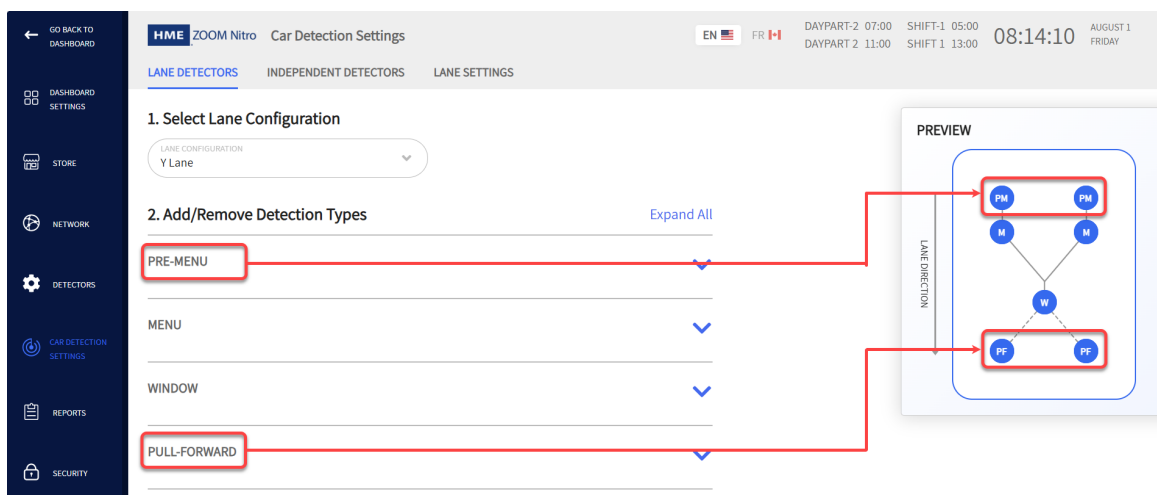 GO BACK TO
DASHBOARD
HME ZOOM Nitro Car Detection Settings
EN FR
DAYPART-2 07:00 SHIFT-1 05:00
DAYPART 2 11:00 SHIFT 1 13:00
08:14:10
AUGUST 1
FRIDAY
LANE DETECTORS INDEPENDENT DETECTORS LANE SETTINGS
DASHBOARD
SETTINGS
STORE
NETWORK
DETECTORS
CAR DETECTION
SETTINGS
REPORTS
SECURITY
1. Select Lane Configuration
LANE CONFIGURATION
Y Lane
2. Add/Remove Detection Types Expand All
PRE-MENU
MENU
WINDOW
PULL-FORWARD
PREVIEW
LANE DIRECTION
PM PM
M M
W
PF PF